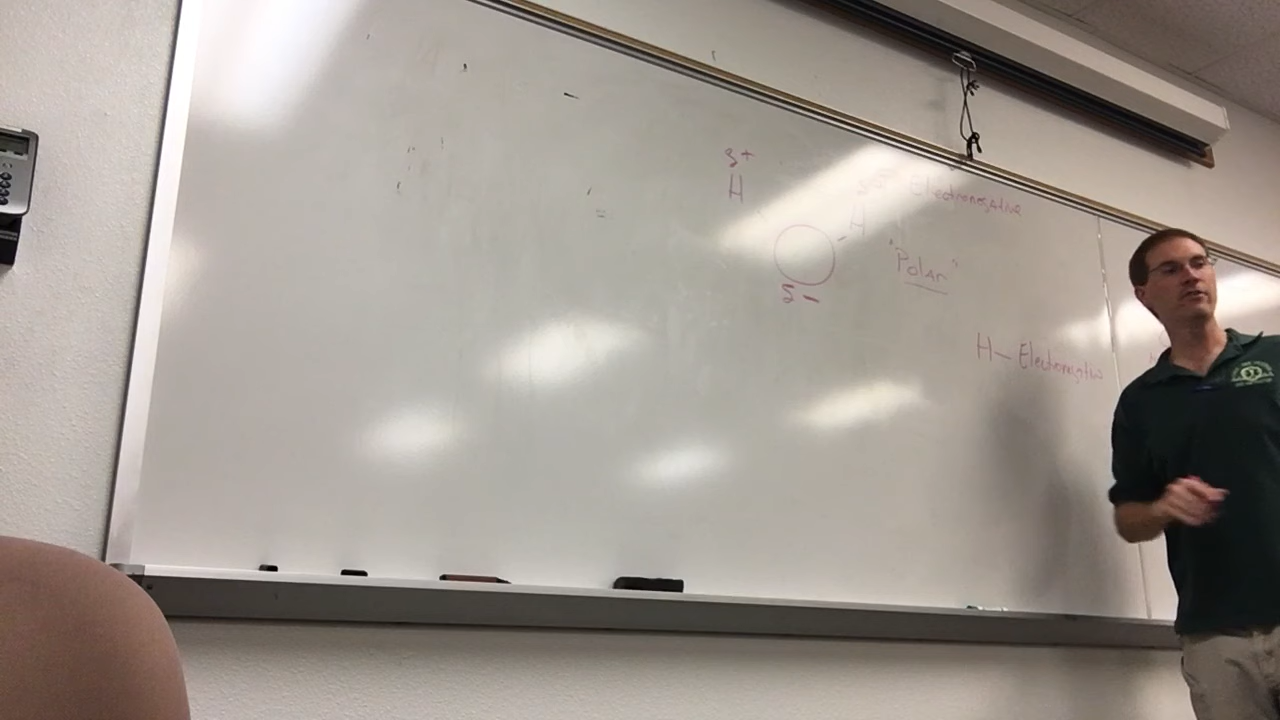 δ+
H
Electronegative
H
"Polar"
δ-
H- Electronegative